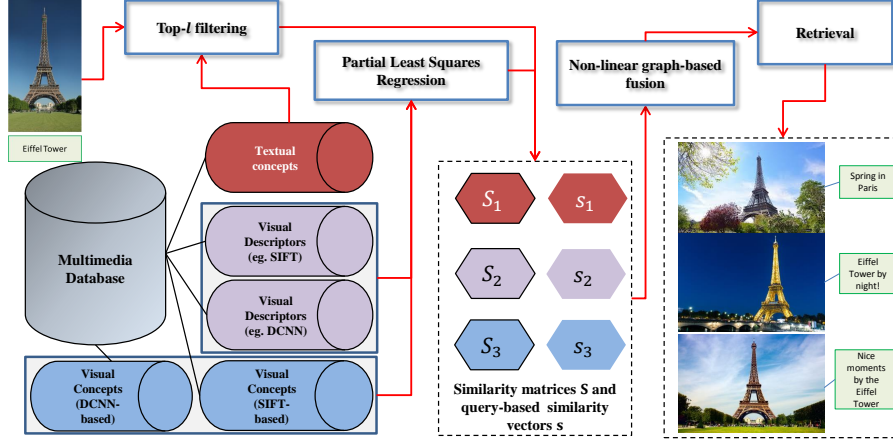 Top-l filtering
Partial Least Squares
Regression
Non-linear graph-based
fusion
Retrieval
Eiffel Tower
Textual
concepts
Multimedia
Database
Visual
Descriptors
(eg. SIFT)
Visual
Descriptors
(eg. DCNN)
Visual
Concepts
(DCNN-
based)
Visual
Concepts
(SIFT-
based)
S1 s1
S2 s2
S3 s3
Similarity matrices S and
query-based similarity
vectors s
Spring in
Paris
Eiffel
Tower by
night!
Nice
moments
by the
Eiffel
Tower